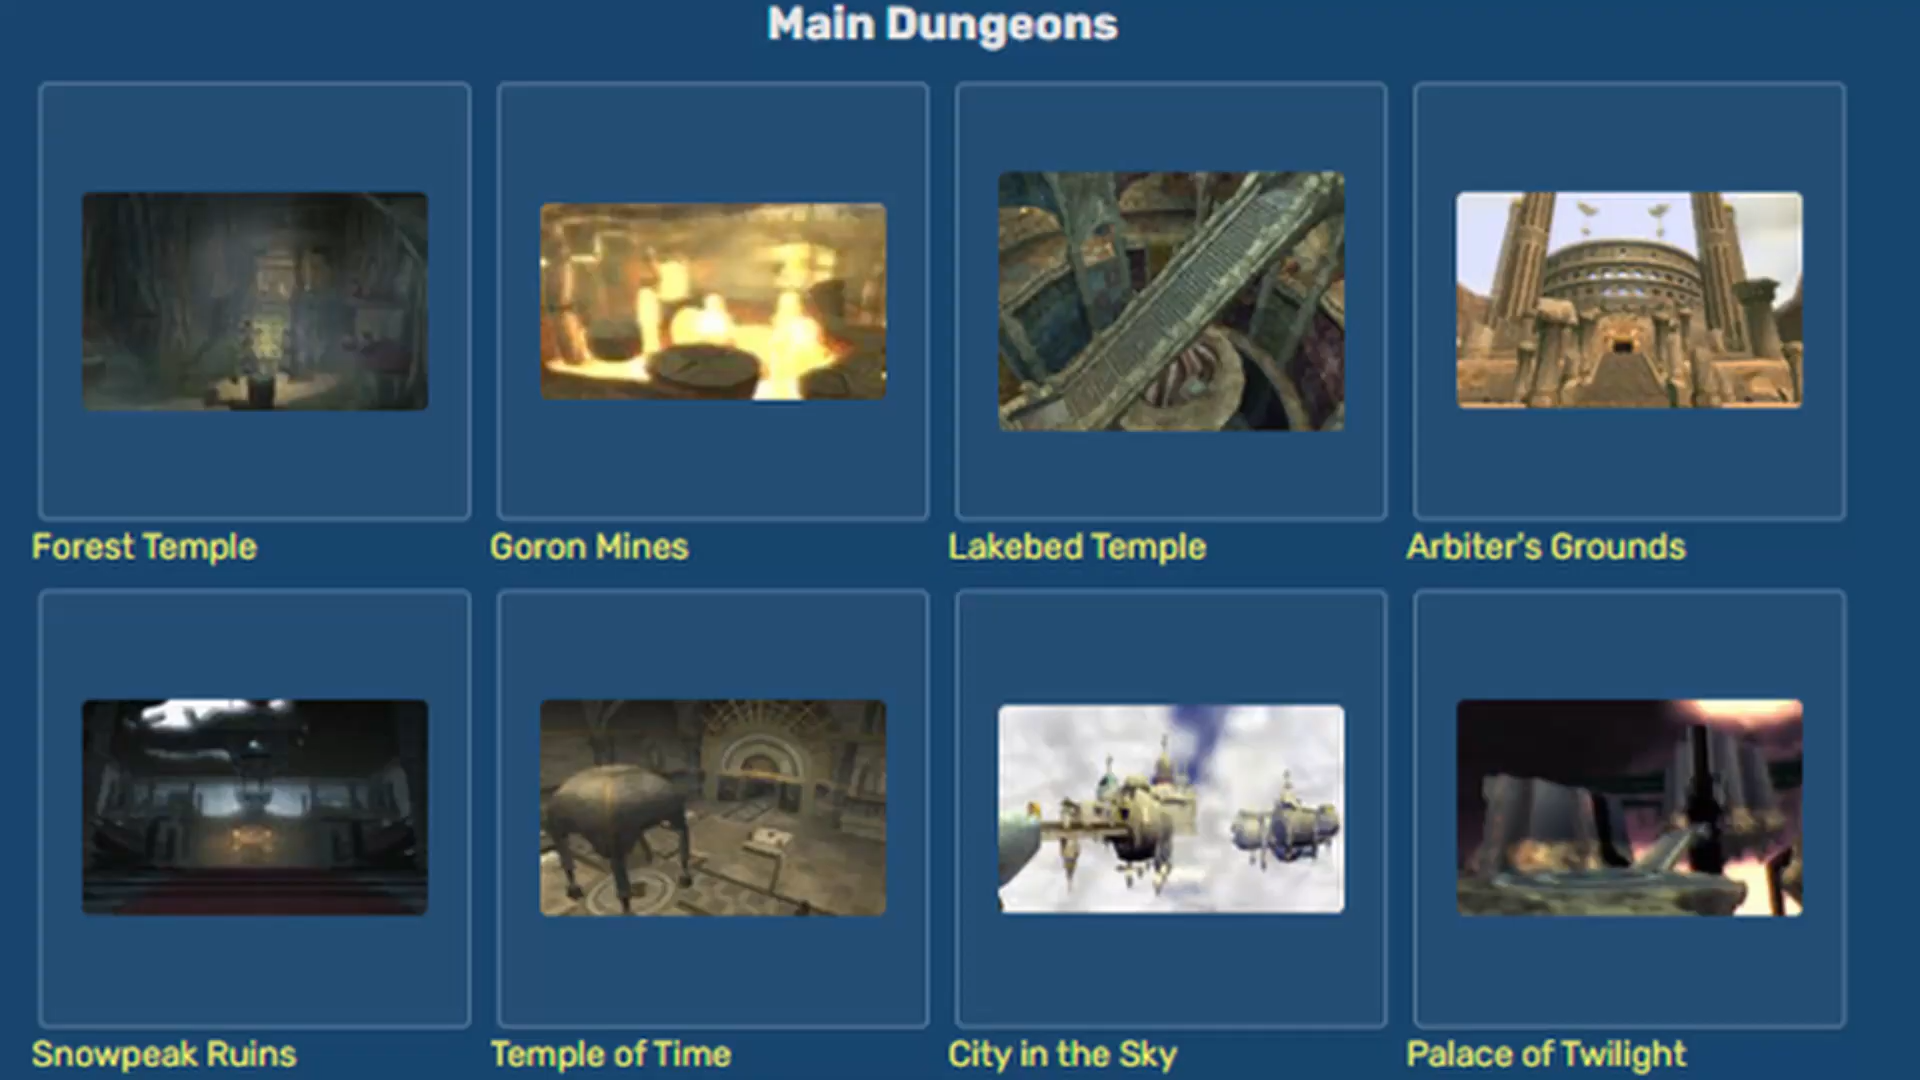 Main Dungeons
Forest Temple
Goron Mines
Lakebed Temple
Arbiter's Grounds
Snowpeak Ruins
Temple of Time
City in the Sky
Palace of Twilight